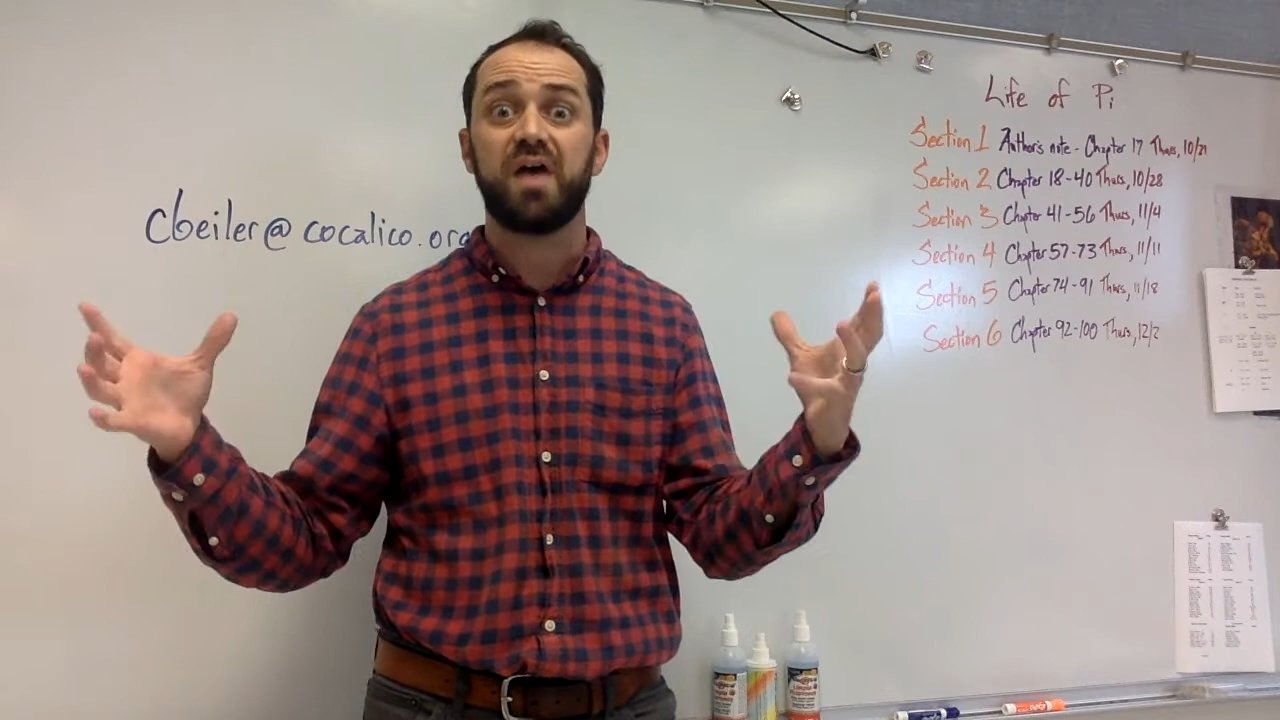 cbeiler@cocalico.org
Life of Pi
Section 1 Author's note - Chapter 17 Thurs, 10/21
Section 2 Chapter 18-40 Thurs, 10/28
Section 3 Chapter 41-56 Thurs, 11/4
Section 4 Chapter 57-73 Thurs, 11/11
Section 5 Chapter 74-91 Thurs, 11/18
Section 6 Chapter 92-100 Thurs, 12/2
EXPO